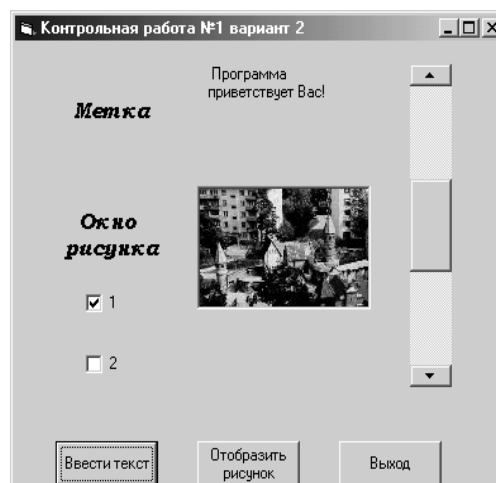 Контрольная работа №1 вариант 2
Программа
приветствует Вас!
Метка
Окно
рисунка
1
2
Ввести текст
Отобразить
рисунок
Выход